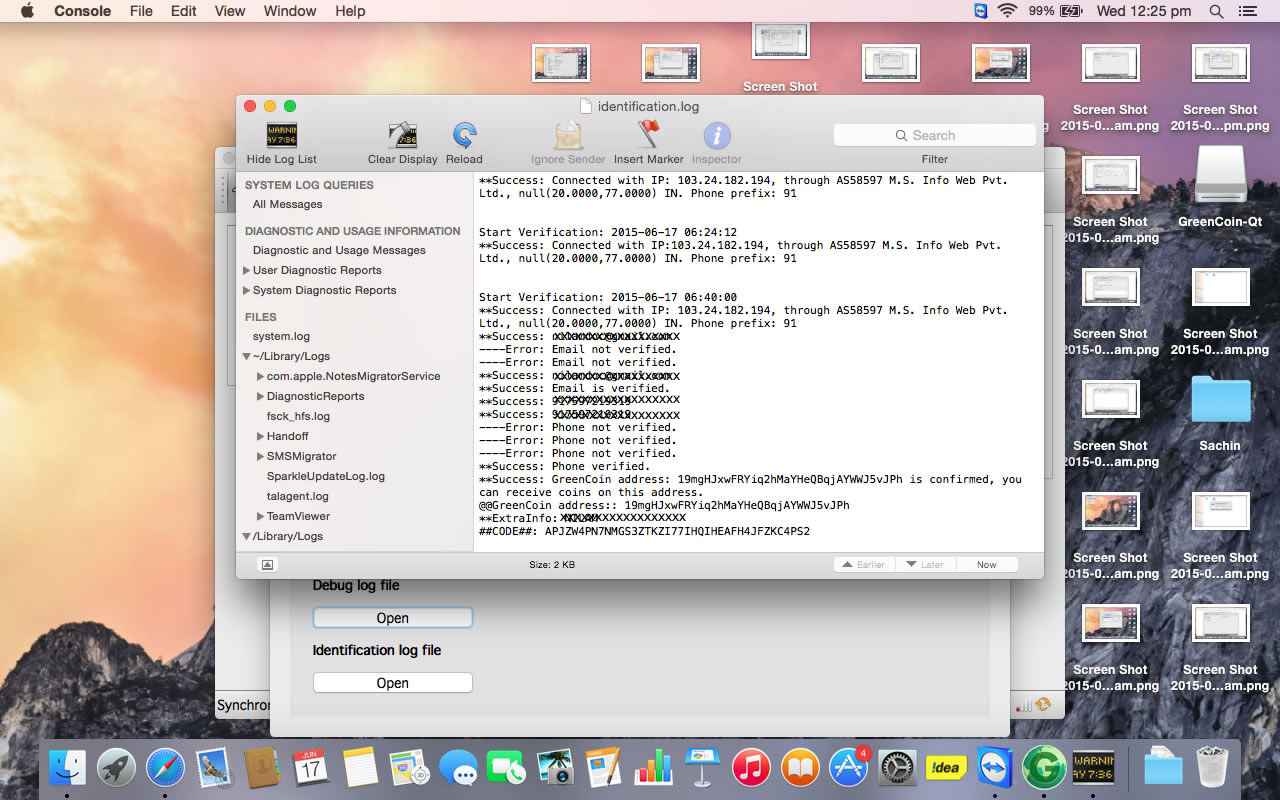 Console File Edit View Window Help 99% Wed 12:25 pm
Screen Shot
Screen Shot
2015-0...am.png
Screen Shot
2015-0...pm.png
g
identification.log
WARNIN
AY 7:36
7:36
Search
Hide Log List Clear Display Reload Ignore Sender Insert Marker Inspector Filter
SYSTEM LOG QUERIES
All Messages
DIAGNOSTIC AND USAGE INFORMATION
Diagnostic and Usage Messages
User Diagnostic Reports
System Diagnostic Reports
FILES
system.log
~/Library/Logs
com.apple.NotesMigratorService
DiagnosticReports
fsck_hfs.log
Handoff
SMSMigrator
SparkleUpdateLog.log
talagent.log
TeamViewer
/Library/Logs
**Success: Connected with IP: 103.24.182.194, through AS58597 M.S. Info Web Pvt.
Ltd., null(20.0000,77.0000) IN. Phone prefix: 91
Start Verification: 2015-06-17 06:24:12
**Success: Connected with IP:103.24.182.194, through AS58597 M.S. Info Web Pvt.
Ltd., null(20.0000,77.0000) IN. Phone prefix: 91
Start Verification: 2015-06-17 06:40:00
**Success: Connected with IP: 103.24.182.194, through AS58597 M.S. Info Web Pvt.
Ltd., null(20.0000,77.0000) IN. Phone prefix: 91
**Success:
----Error: Email not verified.
----Error: Email not verified.
**Success:
**Success: Email is verified.
**Success:
**Success:
----Error: Phone not verified.
----Error: Phone not verified.
----Error: Phone not verified.
**Success: Phone verified.
**Success: GreenCoin address: 19mgHJxwFRYiq2hMaYHeQBqjAYWWJ5vJPh is confirmed, you
can receive coins on this address.
@@GreenCoin address:: 19mgHJxwFRYiq2hMaYHeQBqjAYWWJ5vJPh
**ExtraInfo:
##CODE##: APJZW4PN7NMGS3ZTKZI77IHQIHEAFH4JFZKC4PS2
Size: 2 KB
Earlier Later Now
Debug log file
Open
Identification log file
Open
Synchron
Screen Shot
2015-0...am.png
GreenCoin-Qt
Screen Shot
2015-0...am.png
Screen Shot
2015-0...am.png
Screen Shot
2015-0...am.png
Sachin
Screen Shot
2015-0...am.png
Screen Shot
2015-0...am.png
Screen Shot
2015-0...am.png
Screen Shot
2015-0...am.png
JUN
17
4
!dea
G
WARNIN
AY 7:36